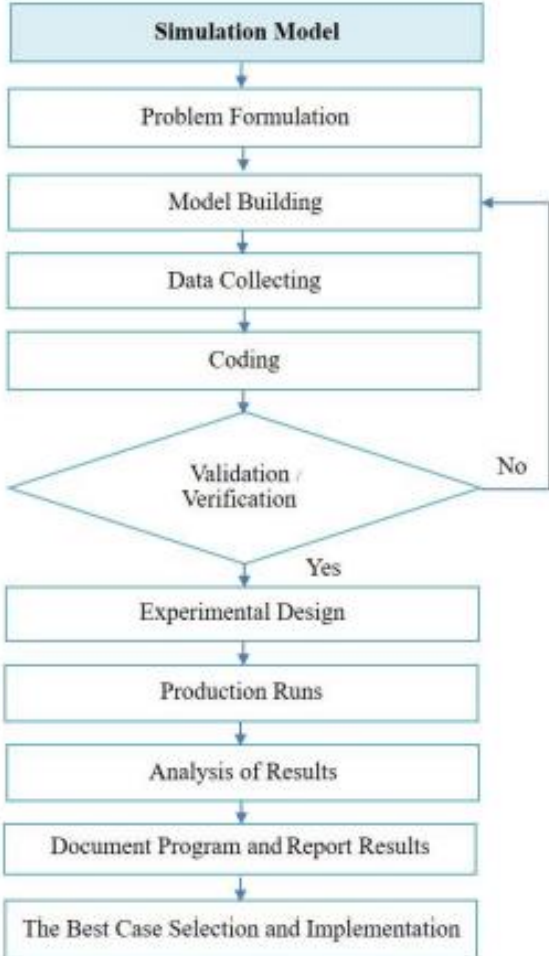 Simulation Model
Problem Formulation
Model Building
Data Collecting
Coding
Validation /
Verification
No
Yes
Experimental Design
Production Runs
Analysis of Results
Document Program and Report Results
The Best Case Selection and Implementation